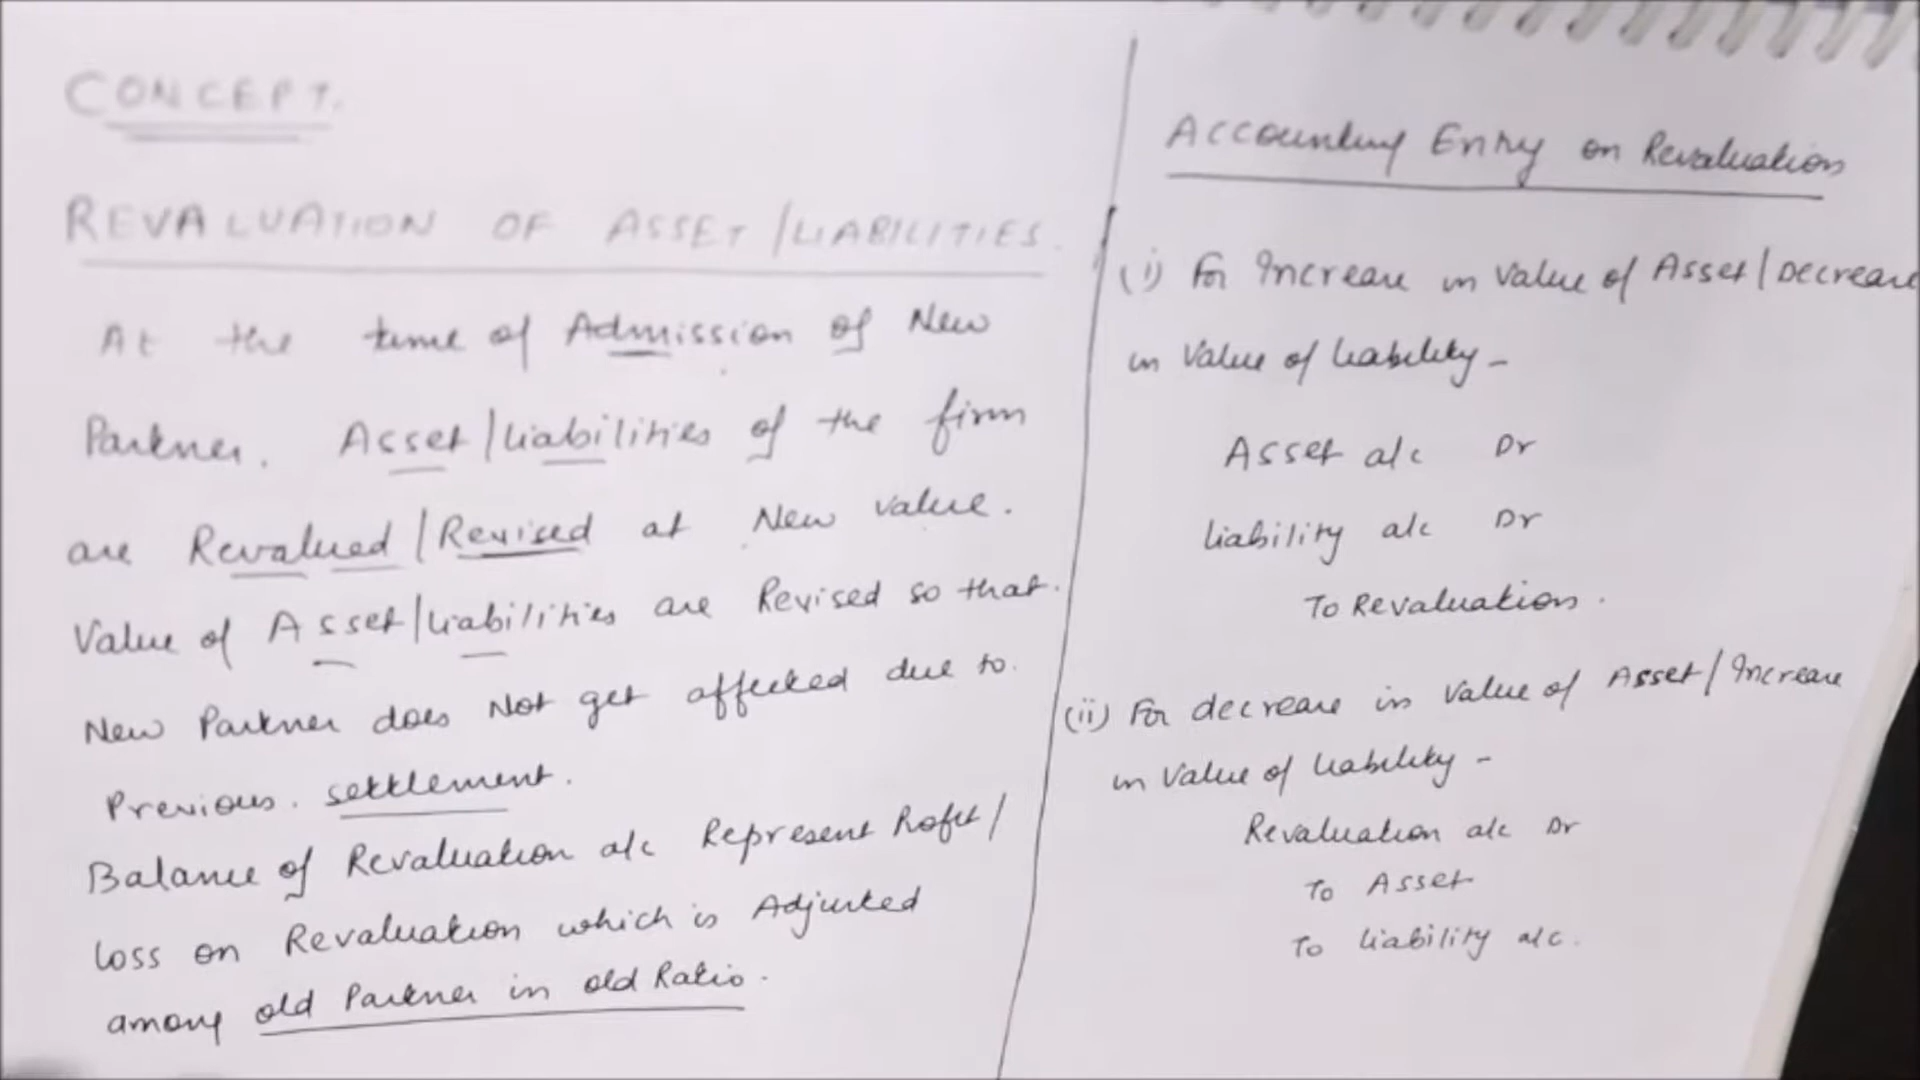 CONCEPT.
REVALUATION OF ASSET/LIABILITIES.
At the time of Admission of New
Partner. Asset/liabilities of the firm
are Revalued/Revised at New value.
Value of Asset/liabilities are Revised so that.
New Partner does Not get affected due to.
Previous. settlement.
Balance of Revaluation a/c Represent Profit/
loss on Revaluation which is Adjusted
among old Partner in old Ratio.
Accounting Entry on Revaluation
(i) For Increase in Value of Asset/Decrease
in Value of liability -
Asset a/c Dr
liability a/c Dr
To Revaluation.
(ii) For decrease in Value of Asset/Increase
in Value of liability -
Revaluation a/c Dr
To Asset
To liability a/c.